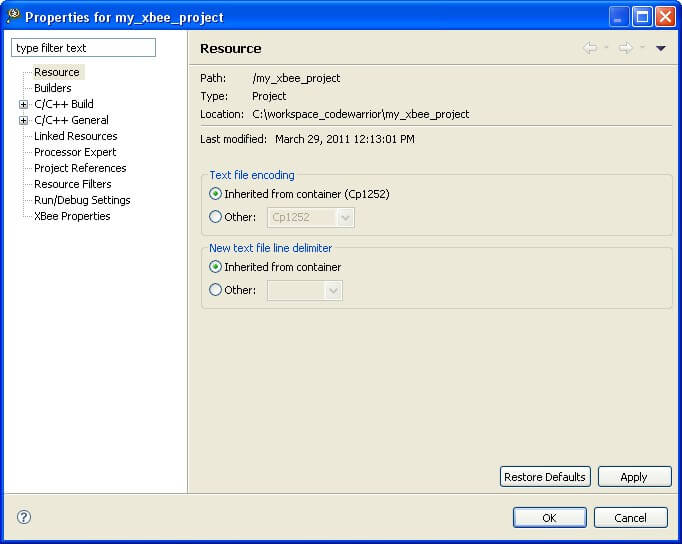 Properties for my_xbee_project
type filter text
Resource
Builders
C/C++ Build
C/C++ General
Linked Resources
Processor Expert
Project References
Resource Filters
Run/Debug Settings
XBee Properties
Resource
Path: /my_xbee_project
Type: Project
Location: C:\workspace_codewarrior\my_xbee_project
Last modified: March 29, 2011 12:13:01 PM
Text file encoding
Inherited from container (Cp1252)
Other: Cp1252
New text file line delimiter
Inherited from container
Other:
Restore Defaults Apply
? OK Cancel